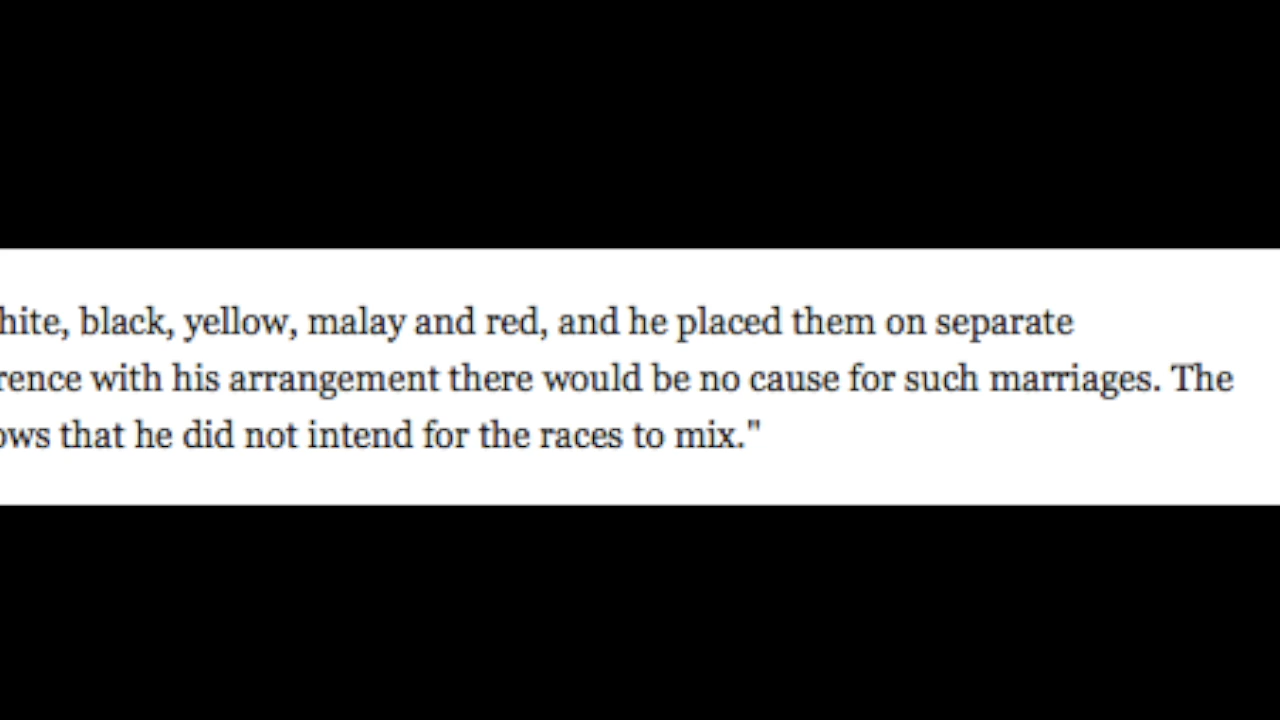 hite, black, yellow, malay and red, and he placed them on separate
rence with his arrangement there would be no cause for such marriages. The
ows that he did not intend for the races to mix."